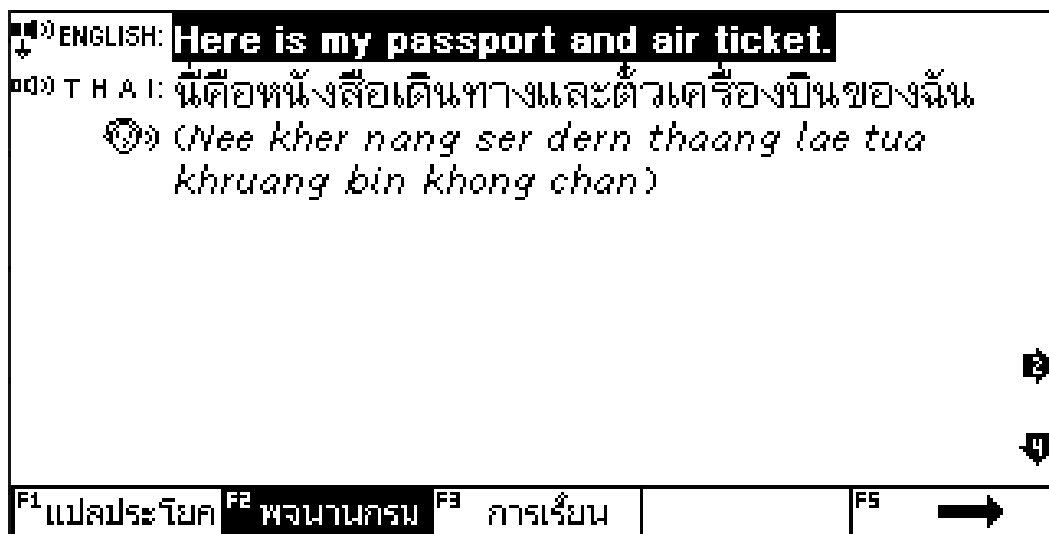 ENGLISH: Here is my passport and air ticket.
THAI: นี่คือหนังสือเดินทางและตั๋วเครื่องบินของฉัน
(Nee kher nang ser dern thaang lae tua
khruang bin khong chan)
2
4
F1 แปลประโยค F2 พจนานุกรม F3 การเรียน F5